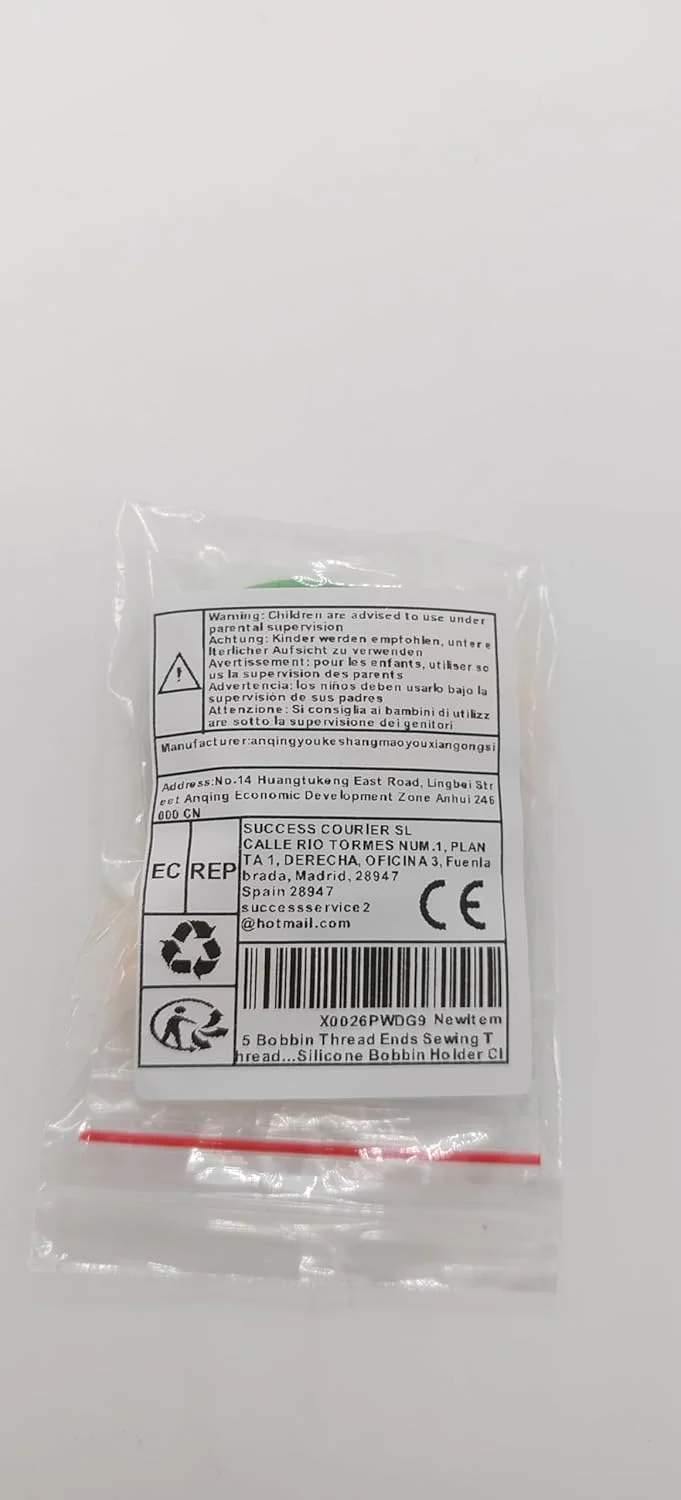 Warning: Children are advised to use under
parental supervision
Achtung: Kinder werden empfohlen, untere
lterlicher Aufsicht zu verwenden
Avertissement: pour les enfants, utiliser so
us la supervision des parents
Advertencia: los niños deben usarlo bajo la
supervisión de sus padres
Attenzione: Si consiglia ai bambini di utilizz
are sotto la supervisione dei genitori
Manufacturer:anqingyoukeshangmaoyouxiangongsi
Address:No.14 Huangtukeng East Road, Lingbei Str
eet Anqing Economic Development Zone Anhui 246
000 CN
EC REP
SUCCESS COURIER SL
CALLE RIO TORMES NUM.1, PLAN
TA 1, DERECHA, OFICINA 3, Fuenla
brada, Madrid, 28947
Spain 28947
successservice2
@hotmail.com
CE
X0026PWDG9 NewItem
5 Bobbin Thread Ends Sewing T
hread...Silicone Bobbin Holder Cl